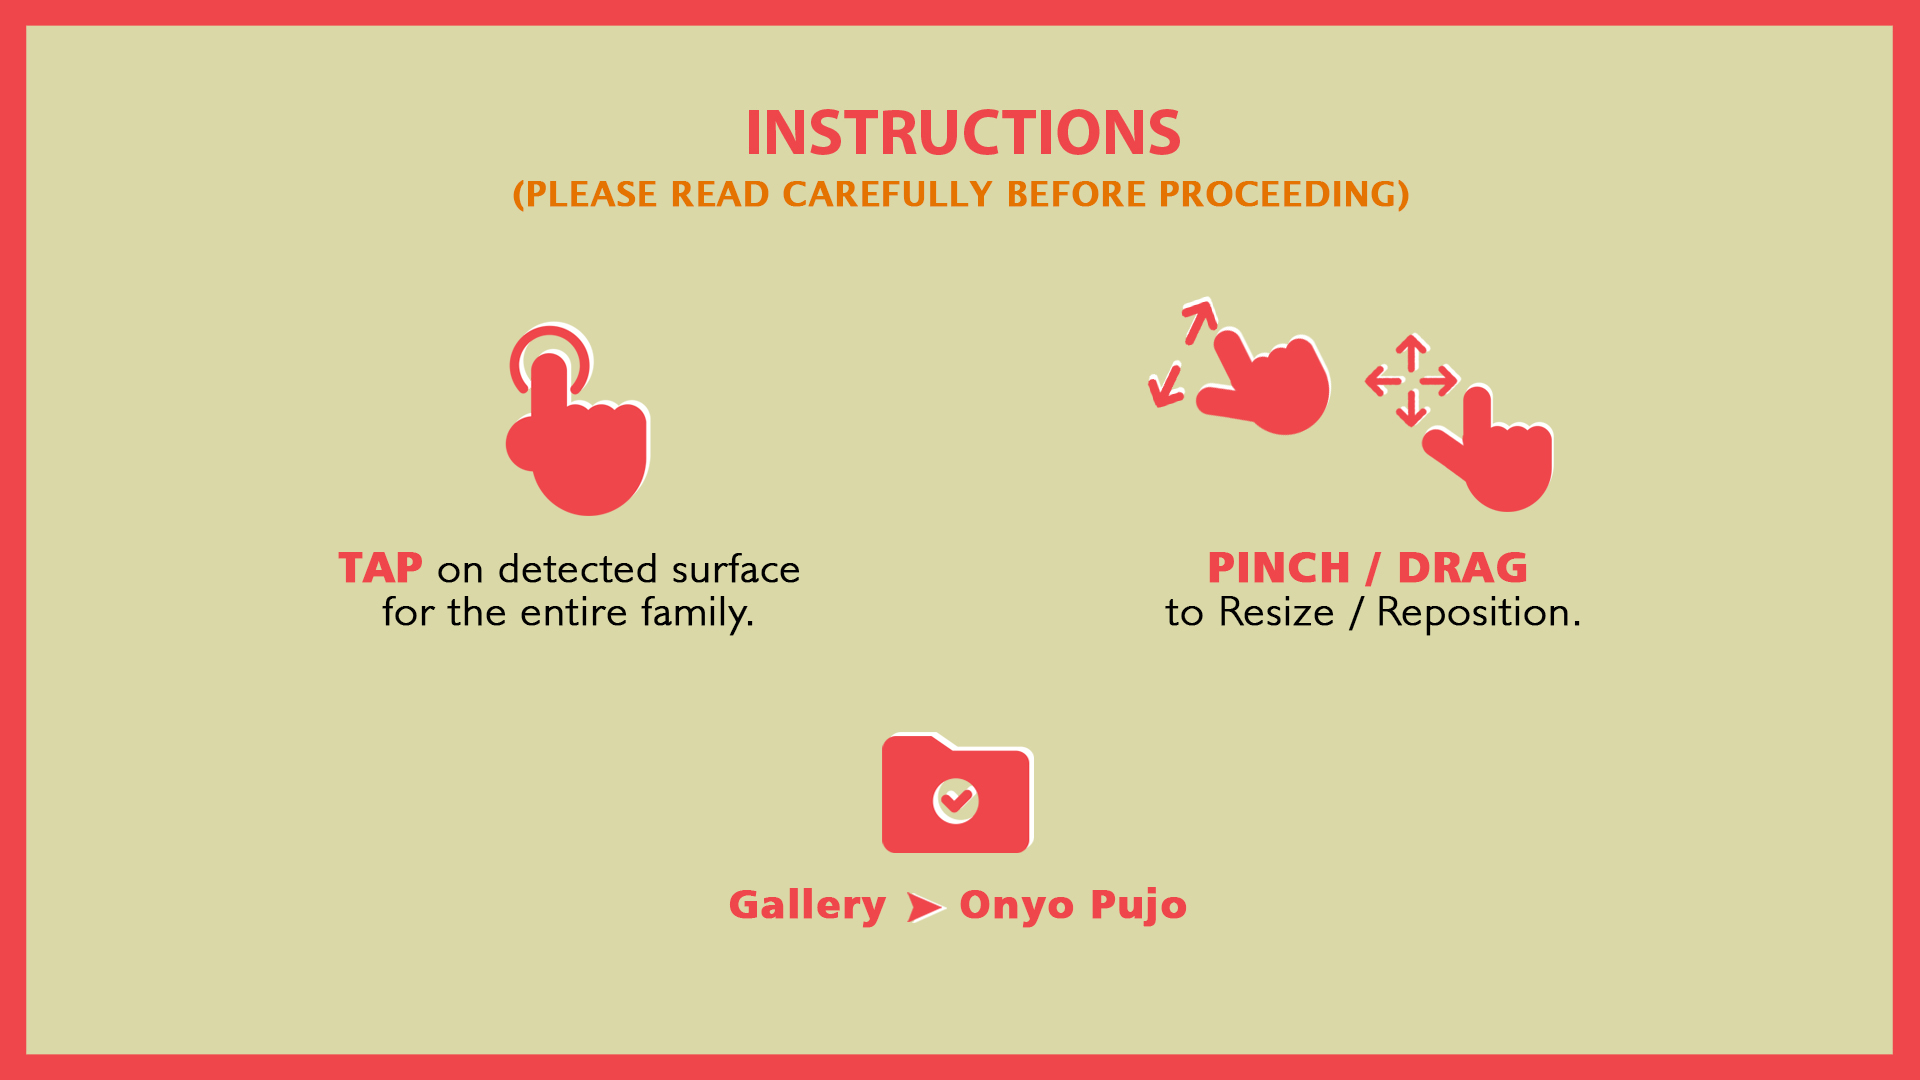 INSTRUCTIONS
(PLEASE READ CAREFULLY BEFORE PROCEEDING)
TAP on detected surface
for the entire family.
PINCH / DRAG
to Resize / Reposition.
Gallery ➤ Onyo Pujo